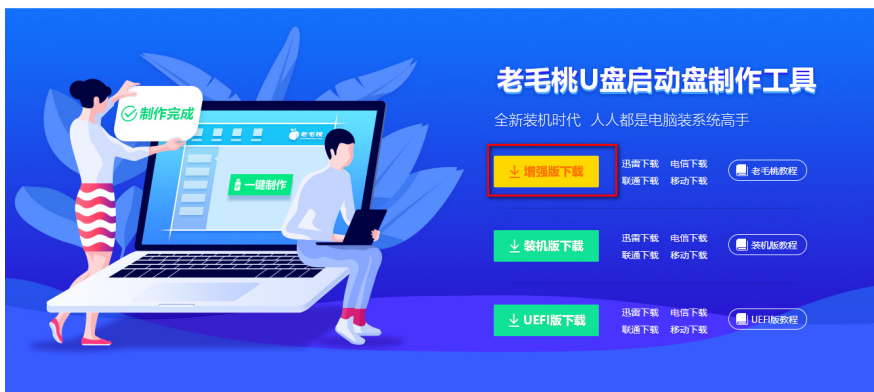 老毛桃U盘启动盘制作工具
全新装机时代 人人都是电脑装系统高手
制作完成
老毛桃
一键制作
增强版下载
迅雷下载 电信下载
联通下载 移动下载
老毛桃教程
装机版下载
迅雷下载 电信下载
联通下载 移动下载
装机版教程
UEFI版下载
迅雷下载 电信下载
联通下载 移动下载
UEFI版教程